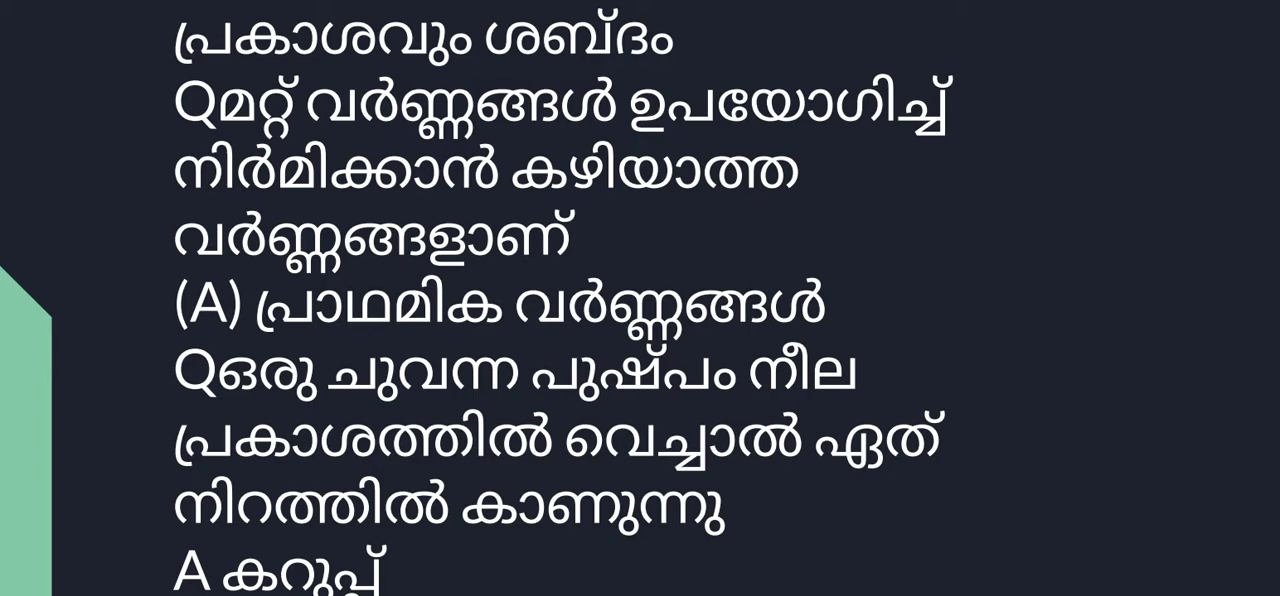 പ്രകാശവും ശബ്ദം
Qമറ്റ് വർണ്ണങ്ങൾ ഉപയോഗിച്ച്
നിർമിക്കാൻ കഴിയാത്ത
വർണ്ണങ്ങളാണ്
(A) പ്രാഥമിക വർണ്ണങ്ങൾ
Qഒരു ചുവന്ന പുഷ്പം നീല
പ്രകാശത്തിൽ വെച്ചാൽ ഏത്
നിറത്തിൽ കാണുന്നു
A കറുപ്പ്